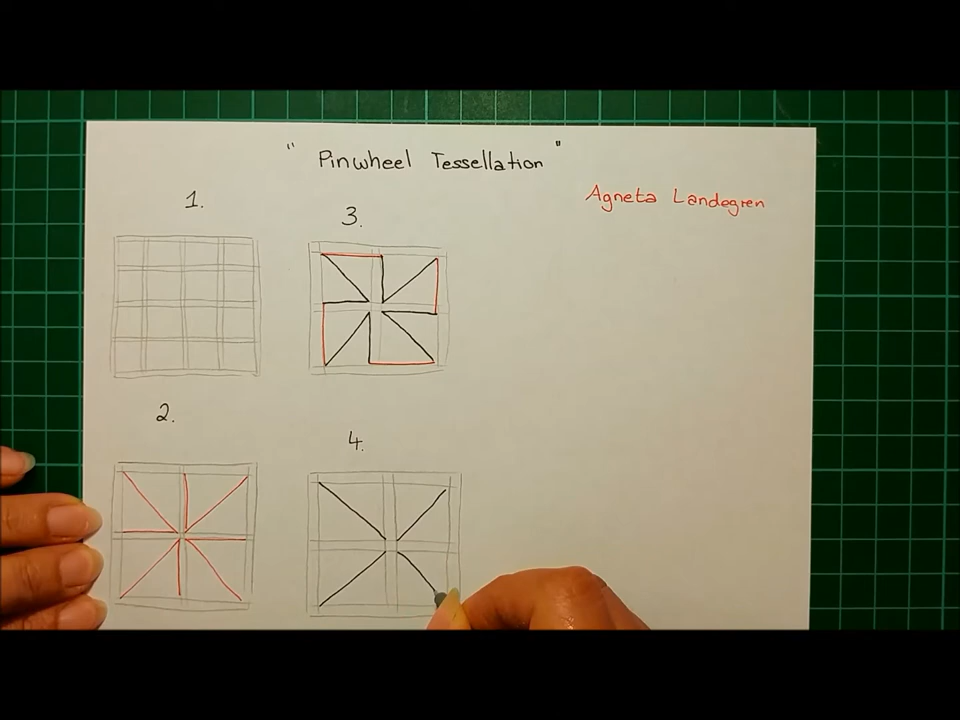 " Pinwheel Tessellation "
Agneta Landegren
1.
3.
2.
4.